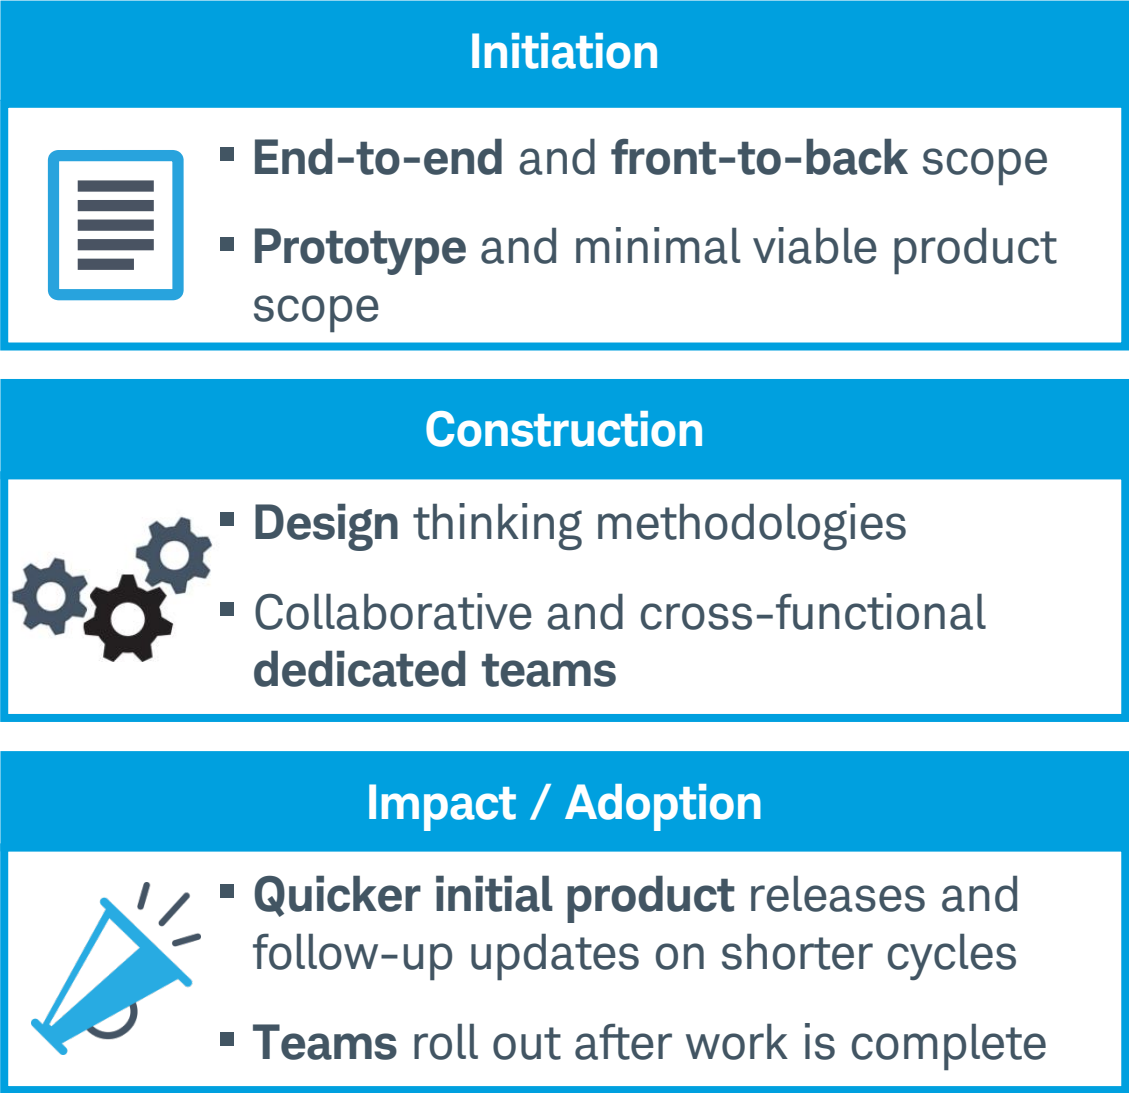 Initiation
▪ End-to-end and front-to-back scope
▪ Prototype and minimal viable product
scope
Construction
▪ Design thinking methodologies
▪ Collaborative and cross-functional
dedicated teams
Impact / Adoption
▪ Quicker initial product releases and
follow-up updates on shorter cycles
▪ Teams roll out after work is complete